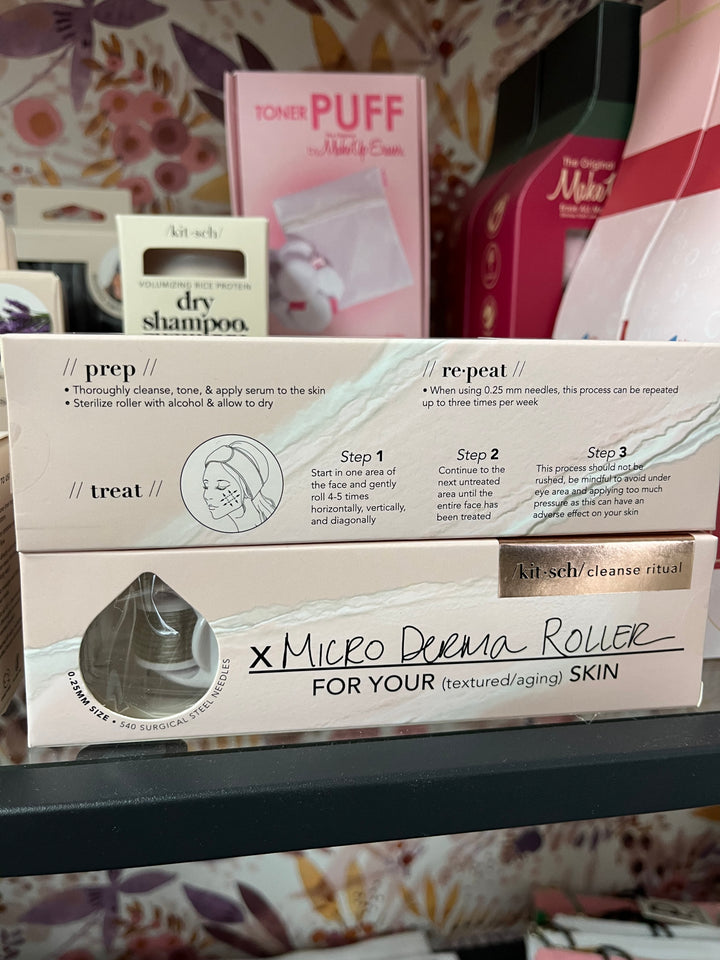 TONER PUFF
The Original
MakeUp Eraser
The Original
/kit·sch/
VOLUMIZING RICE PROTEIN
dry
shampoo.
// prep //
• Thoroughly cleanse, tone, & apply serum to the skin
• Sterilize roller with alcohol & allow to dry
// re·peat //
• When using 0.25 mm needles, this process can be repeated
up to three times per week
// treat //
Step 1
Start in one area of
the face and gently
roll 4-5 times
horizontally, vertically,
and diagonally
Step 2
Continue to the
next untreated
area until the
entire face has
been treated
Step 3
This process should not be
rushed, be mindful to avoid under
eye area and applying too much
pressure as this can have an
adverse effect on your skin
/kit·sch/ cleanse ritual
x MICRO DERMA ROLLER
FOR YOUR (textured/aging) SKIN
0.25MM SIZE • 540 SURGICAL STEEL NEEDLES